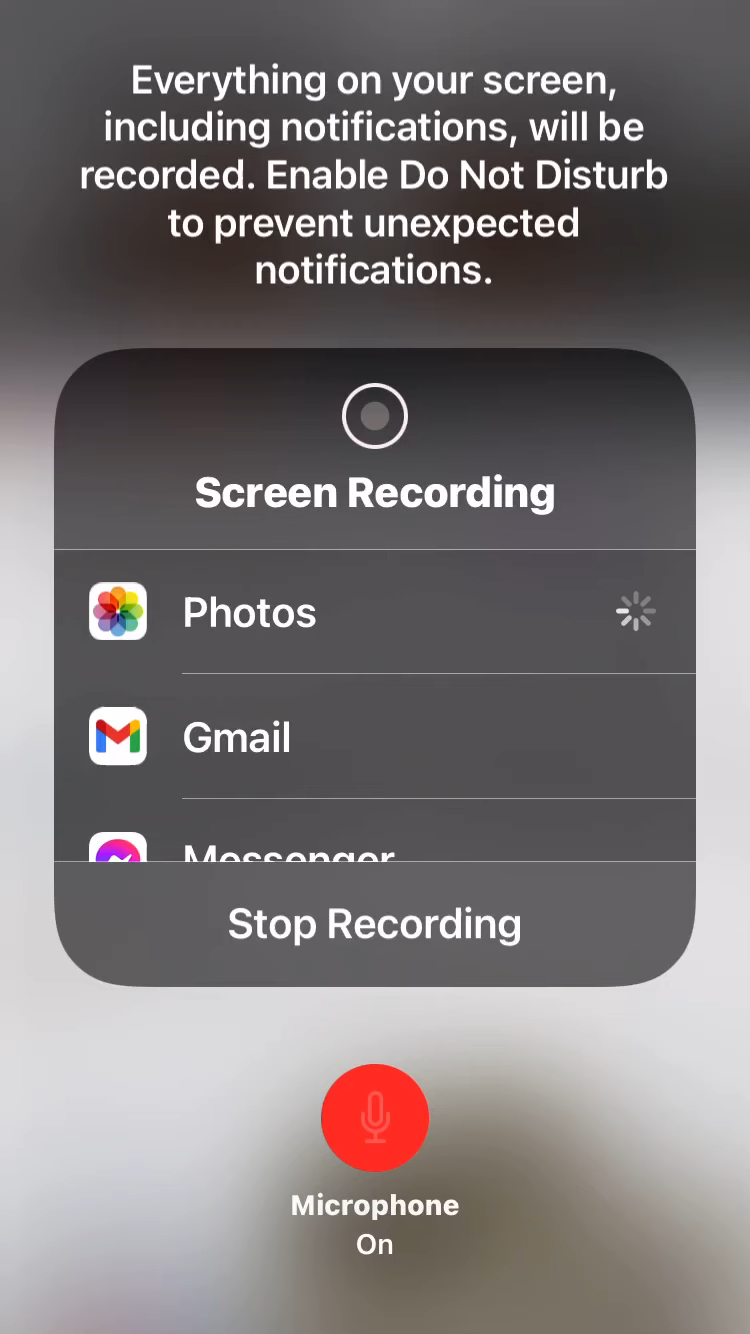 Everything on your screen,
including notifications, will be
recorded. Enable Do Not Disturb
to prevent unexpected
notifications.
Screen Recording
Photos
Gmail
Messenger
Stop Recording
Microphone
On